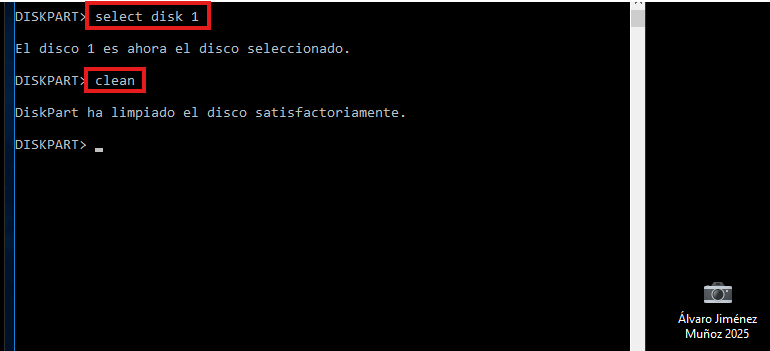 DISKPART> select disk 1
El disco 1 es ahora el disco seleccionado.
DISKPART> clean
DiskPart ha limpiado el disco satisfactoriamente.
DISKPART> _
Álvaro Jiménez
Muñoz 2025